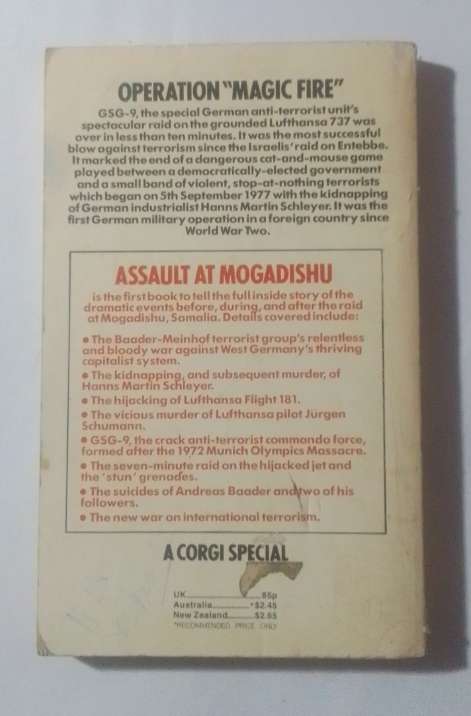 OPERATION "MAGIC FIRE"
GSG-9, the special German anti-terrorist unit's
spectacular raid on the grounded Lufthansa 737 was
over in less than ten minutes. It was the most successful
blow against terrorism since the Israelis' raid on Entebbe.
It marked the end of a dangerous cat-and-mouse game
played between a democratically-elected government
and a small band of violent, stop-at-nothing terrorists
which began on 5th September 1977 with the kidnapping
of German industrialist Hanns Martin Schleyer. It was the
first German military operation in a foreign country since
World War Two.
ASSAULT AT MOGADISHU
is the first book to tell the full inside story of the
dramatic events before, during, and after the raid
at Mogadishu, Samalia. Details covered include:
• The Baader-Meinhof terrorist group's relentless
and bloody war against West Germany's thriving
capitalist system.
• The kidnapping, and subsequent murder, of
Hanns Martin Schleyer.
• The hijacking of Lufthansa Flight 181.
• The vicious murder of Lufthansa pilot Jürgen
Schumann.
• GSG-9, the crack anti-terrorist commando force,
formed after the 1972 Munich Olympics Massacre.
• The seven-minute raid on the hijacked jet and
the 'stun' grenades.
• The suicides of Andreas Baader and two of his
followers.
• The new war on international terrorism.
A CORGI SPECIAL
UK..................85p
Australia.............*$2.45
New Zealand.........$2.65
*RECOMMENDED PRICE ONLY